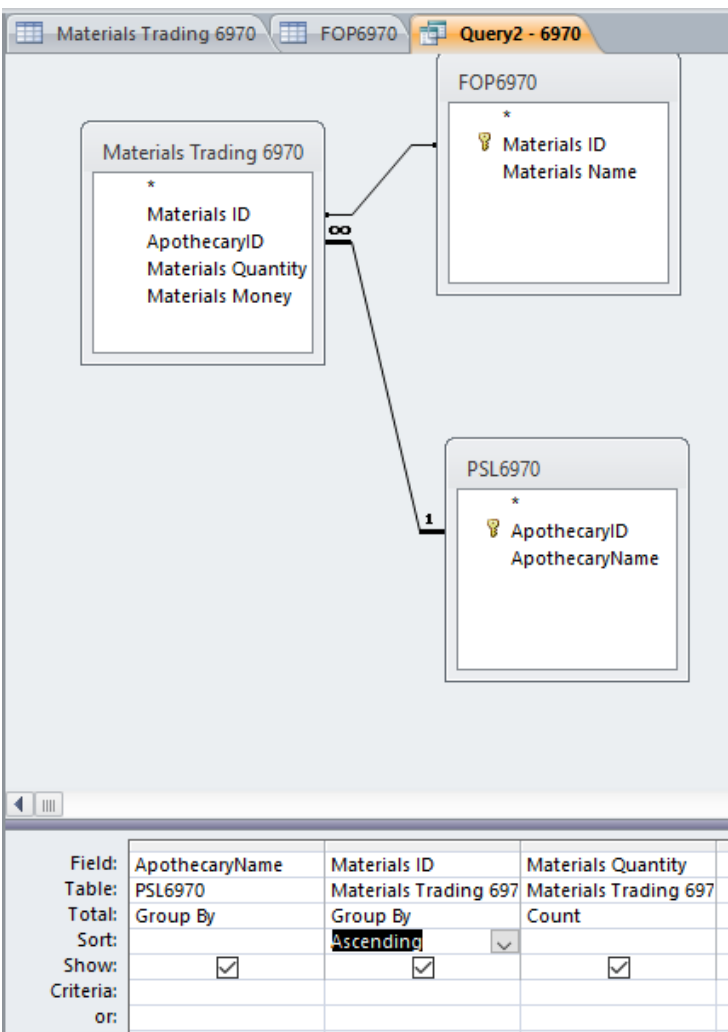 Materials Trading 6970 FOP6970 Query2 - 6970
FOP6970
*
Materials ID
Materials Name
Materials Trading 6970
*
Materials ID
ApothecaryID
Materials Quantity
Materials Money
∞
1
PSL6970
*
ApothecaryID
ApothecaryName
Field: ApothecaryName Materials ID Materials Quantity
Table: PSL6970 Materials Trading 697 Materials Trading 697
Total: Group By Group By Count
Sort: Ascending
Show:
Criteria:
or: